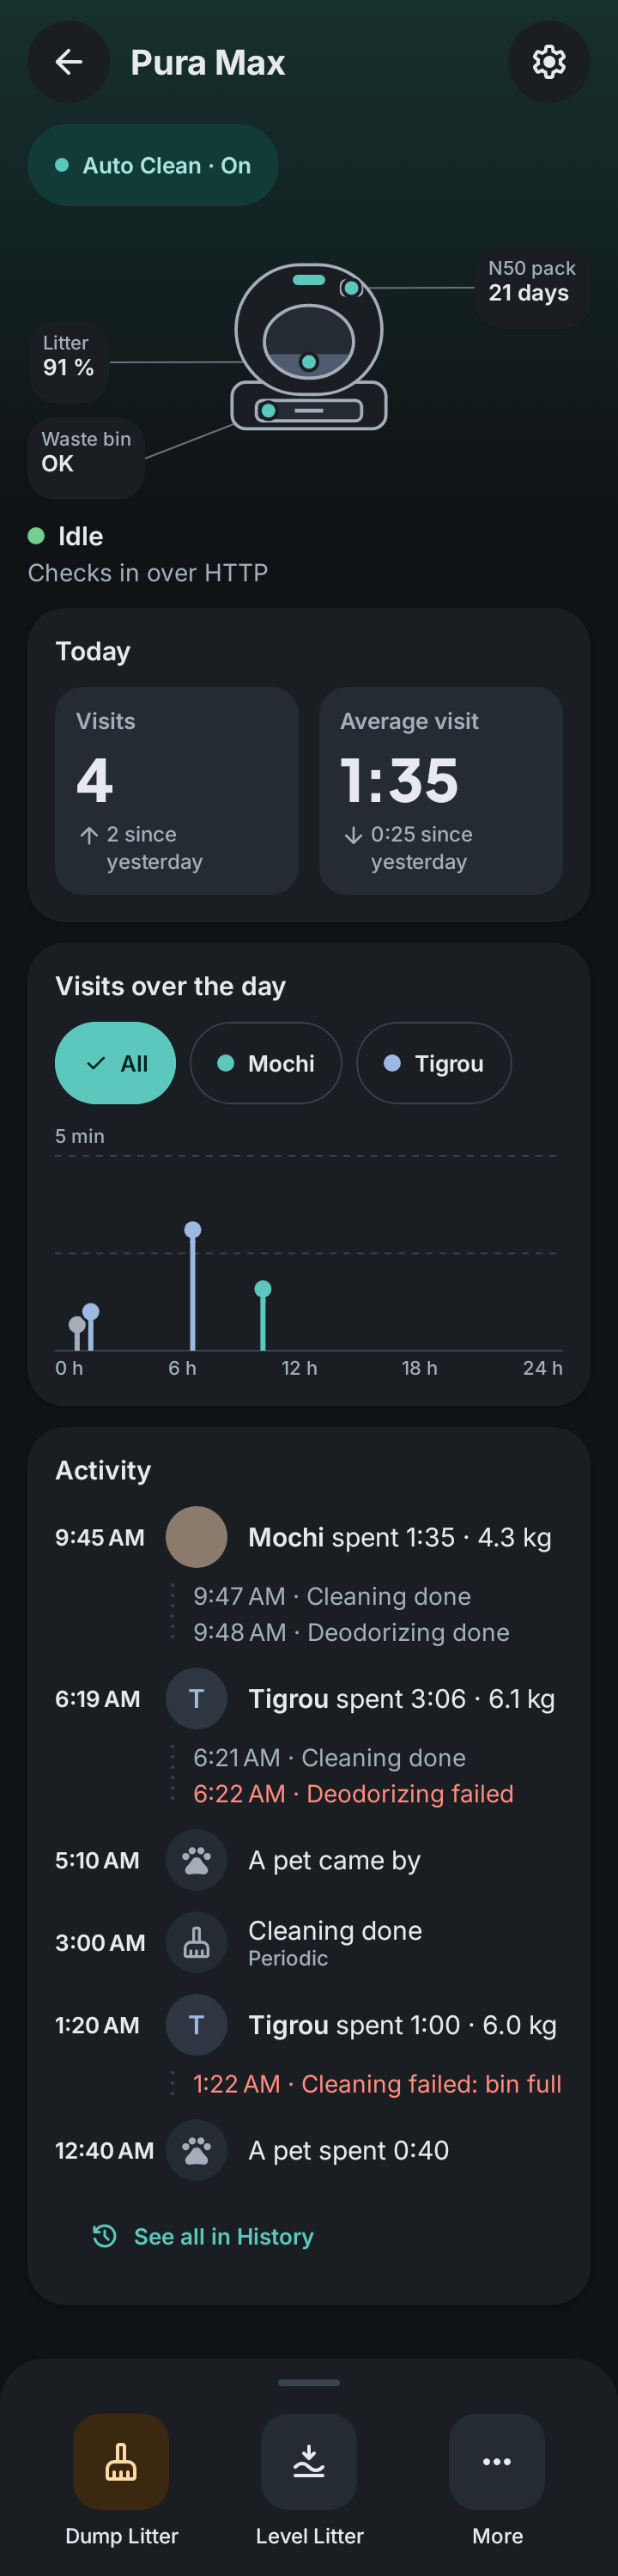 Pura Max
Auto Clean · On
N50 pack
21 days
Litter
91 %
Waste bin
OK
Idle
Checks in over HTTP
Today
Visits
4
2 since
yesterday
Average visit
1:35
0:25 since
yesterday
Visits over the day
All
Mochi
Tigrou
5 min
0 h
6 h
12 h
18 h
24 h
Activity
9:45 AM
Mochi spent 1:35 · 4.3 kg
9:47 AM · Cleaning done
9:48 AM · Deodorizing done
6:19 AM
T
Tigrou spent 3:06 · 6.1 kg
6:21 AM · Cleaning done
6:22 AM · Deodorizing failed
5:10 AM
A pet came by
3:00 AM
Cleaning done
Periodic
1:20 AM
T
Tigrou spent 1:00 · 6.0 kg
1:22 AM · Cleaning failed: bin full
12:40 AM
A pet spent 0:40
See all in History
Dump Litter
Level Litter
More